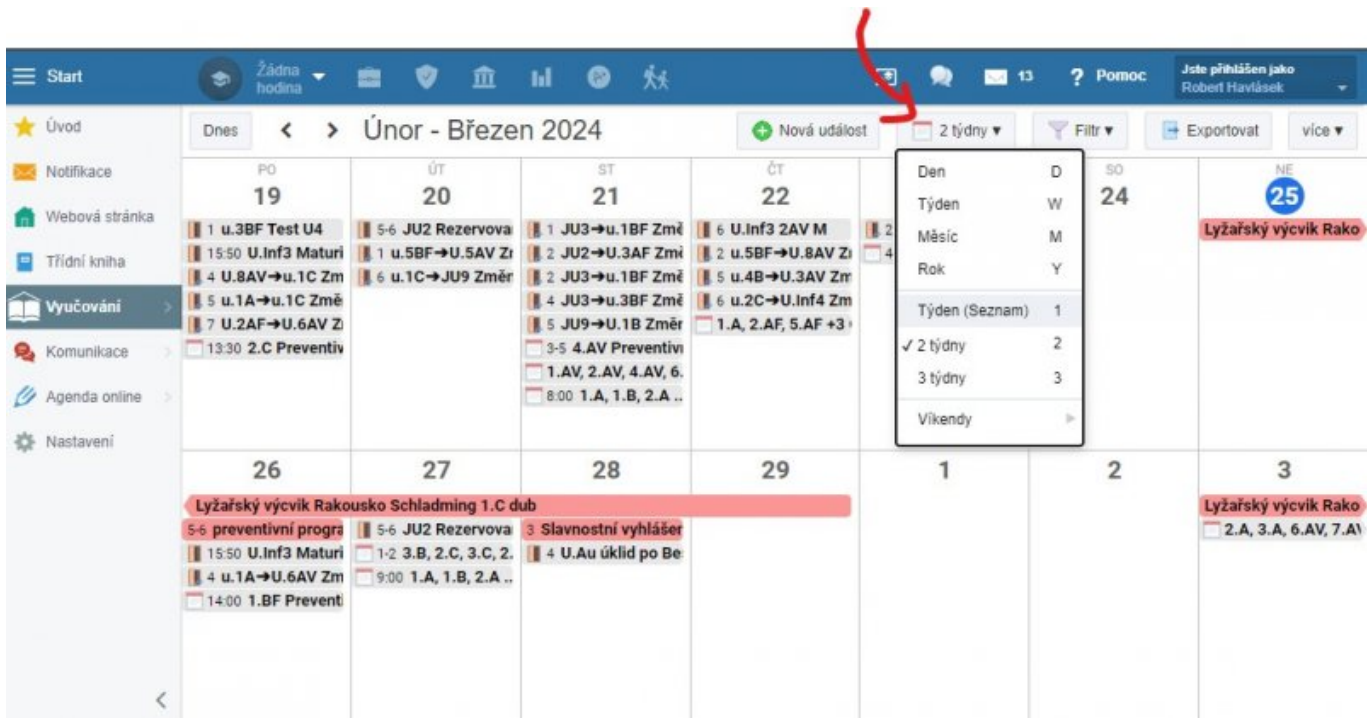 Start
Žádná hodina
13
? Pomoc
Jste přihlášen jako
Robert Havlásek
Úvod
Notifikace
Webová stránka
Třídní kniha
Vyučování
Komunikace
Agenda online
Nastavení
Dnes
Únor - Březen 2024
Nová událost
2 týdny
Filtr
Exportovat
více
PO
ÚT
ST
ČT
SO
NE
19
20
21
22
24
25
1 u.3BF Test U4
15:50 U.Inf3 Maturi
4 U.8AV→u.1C Zm
5 u.1A→u.1C Změ
7 U.2AF→U.6AV Z
13:30 2.C Preventiv
5-6 JU2 Rezervova
1 u.5BF→U.5AV Zr
6 u.1C→JU9 Změr
1 JU3→u.1BF Změ
2 JU2→U.3AF Změ
2 JU3→u.1BF Změ
4 JU3→u.3BF Změ
5 JU9→U.1B Změr
3-5 4.AV Preventivn
1.AV, 2.AV, 4.AV, 6.
8:00 1.A, 1.B, 2.A ..
6 U.Inf3 2AV M
2 u.5BF→U.8AV Z
5 u.4B→U.3AV Zm
6 u.2C→U.Inf4 Zm
1.A, 2.AF, 5.AF +3
2
4
Lyžařský výcvik Rako
Den D
Týden W
Měsíc M
Rok Y
Týden (Seznam) 1
2 týdny 2
3 týdny 3
Víkendy
26
27
28
29
1
2
3
Lyžařský výcvik Rakousko Schladming 1.C dub
5-6 preventivní progra
15:50 U.Inf3 Maturi
4 u.1A→U.6AV Zm
14:00 1.BF Preventi
5-6 JU2 Rezervova
1-2 3.B, 2.C, 3.C, 2.
9:00 1.A, 1.B, 2.A ..
3 Slavnostní vyhlášer
4 U.Au úklid po Be
Lyžařský výcvik Rako
2.A, 3.A, 6.AV, 7.A